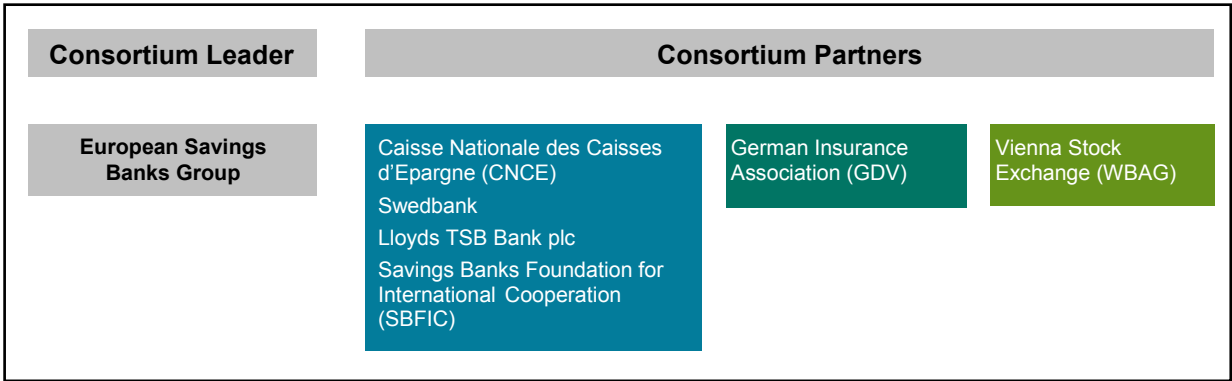 Consortium Leader
Consortium Partners
European Savings
Banks Group
Caisse Nationale des Caisses
d’Epargne (CNCE)
Swedbank
Lloyds TSB Bank plc
Savings Banks Foundation for
International Cooperation
(SBFIC)
German Insurance
Association (GDV)
Vienna Stock
Exchange (WBAG)